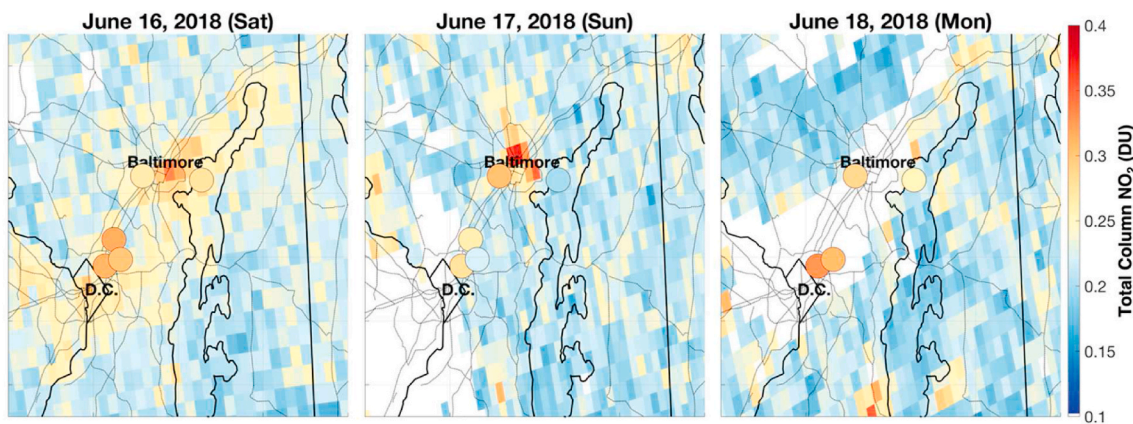 June 16, 2018 (Sat)
June 17, 2018 (Sun)
June 18, 2018 (Mon)
Baltimore
D.C.
Baltimore
D.C.
Baltimore
D.C.
0.4
0.35
0.3
0.25
0.2
0.15
0.1
Total Column NO₂ (DU)